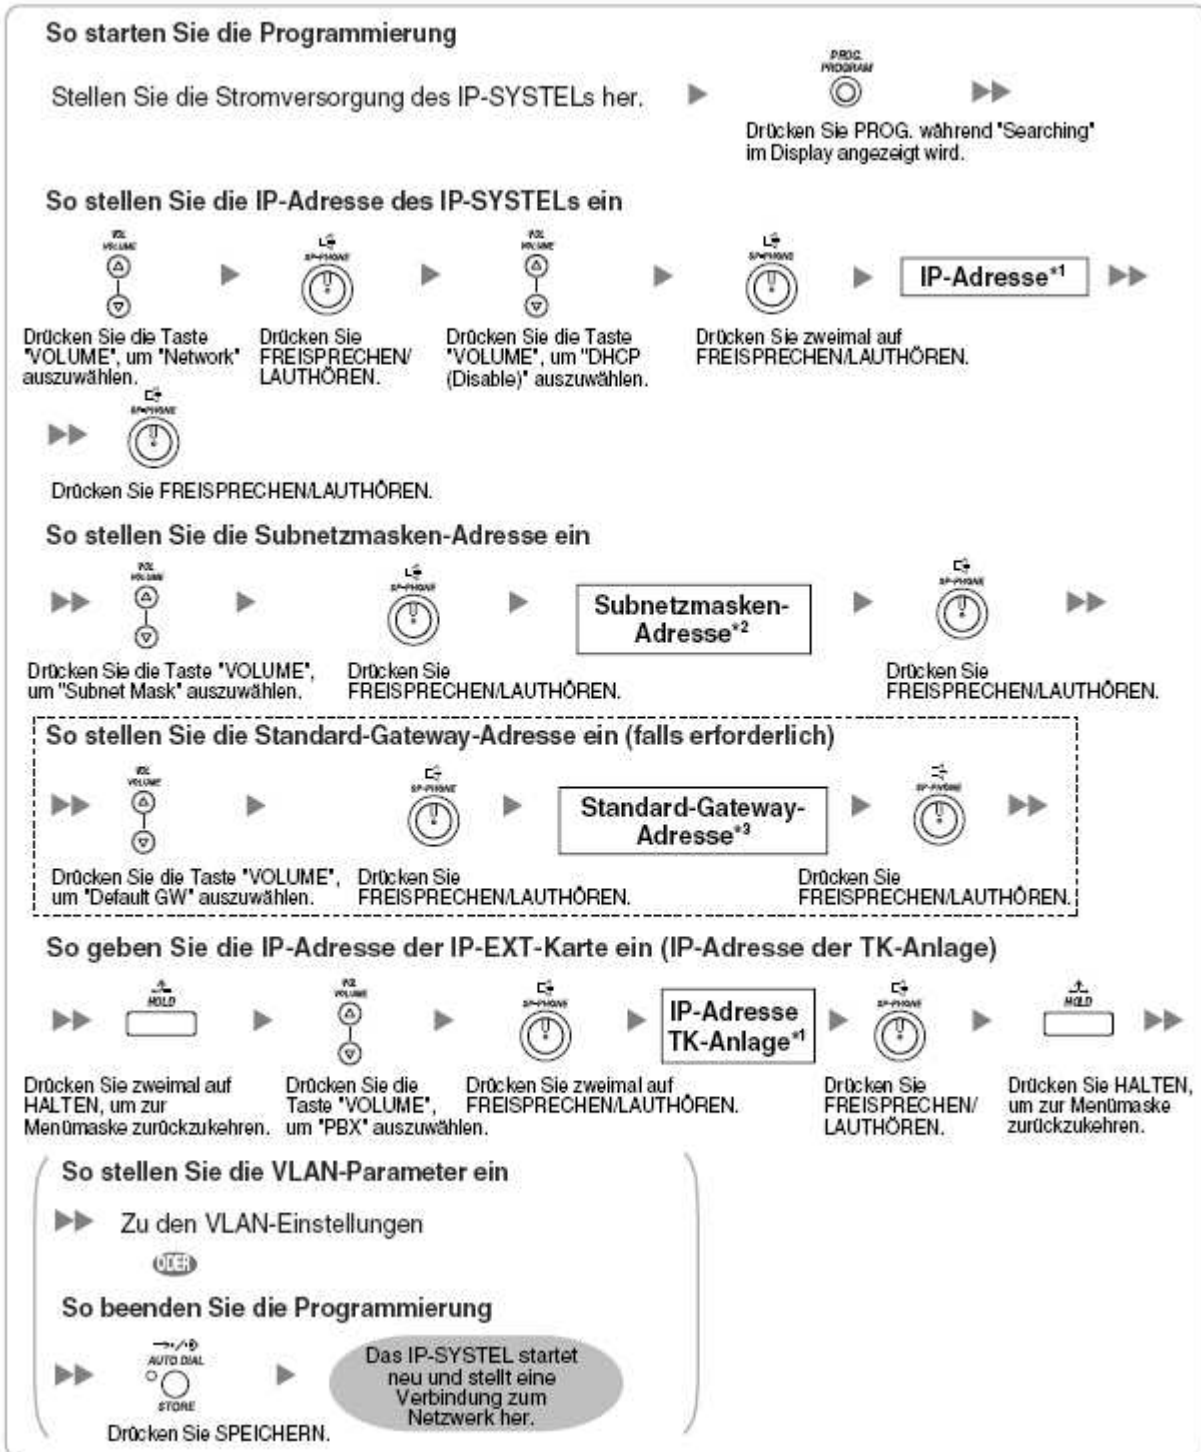 So starten Sie die Programmierung
PROG.
PROGRAM
Stellen Sie die Stromversorgung des IP-SYSTELs her.
Drücken Sie PROG. während "Searching"
im Display angezeigt wird.
So stellen Sie die IP-Adresse des IP-SYSTELs ein
VOL
VOLUME
SP-PHONE
VOL
VOLUME
SP-PHONE
IP-Adresse*1
Drücken Sie die Taste
"VOLUME", um "Network"
auszuwählen.
Drücken Sie
FREISPRECHEN/
LAUTHÖREN.
Drücken Sie die Taste
"VOLUME", um "DHCP
(Disable)" auszuwählen.
Drücken Sie zweimal auf
FREISPRECHEN/LAUTHÖREN.
SP-PHONE
Drücken Sie FREISPRECHEN/LAUTHÖREN.
So stellen Sie die Subnetzmasken-Adresse ein
VOL
VOLUME
SP-PHONE
Subnetzmasken-
Adresse*2
SP-PHONE
Drücken Sie die Taste "VOLUME",
um "Subnet Mask" auszuwählen.
Drücken Sie
FREISPRECHEN/LAUTHÖREN.
Drücken Sie
FREISPRECHEN/LAUTHÖREN.
So stellen Sie die Standard-Gateway-Adresse ein (falls erforderlich)
VOL
VOLUME
SP-PHONE
Standard-Gateway-
Adresse*3
SP-PHONE
Drücken Sie die Taste "VOLUME",
um "Default GW" auszuwählen.
Drücken Sie
FREISPRECHEN/LAUTHÖREN.
Drücken Sie
FREISPRECHEN/LAUTHÖREN.
So geben Sie die IP-Adresse der IP-EXT-Karte ein (IP-Adresse der TK-Anlage)
HOLD
VOL
VOLUME
SP-PHONE
IP-Adresse
TK-Anlage*1
SP-PHONE
HOLD
Drücken Sie zweimal auf
HALTEN, um zur
Menümaske zurückzukehren.
Drücken Sie die
Taste "VOLUME",
um "PBX" auszuwählen.
Drücken Sie zweimal auf
FREISPRECHEN/LAUTHÖREN.
Drücken Sie
FREISPRECHEN/
LAUTHÖREN.
Drücken Sie HALTEN,
um zur Menümaske
zurückzukehren.
So stellen Sie die VLAN-Parameter ein
Zu den VLAN-Einstellungen
ODER
So beenden Sie die Programmierung
AUTO DIAL
STORE
Das IP-SYSTEL startet
neu und stellt eine
Verbindung zum
Netzwerk her.
Drücken Sie SPEICHERN.